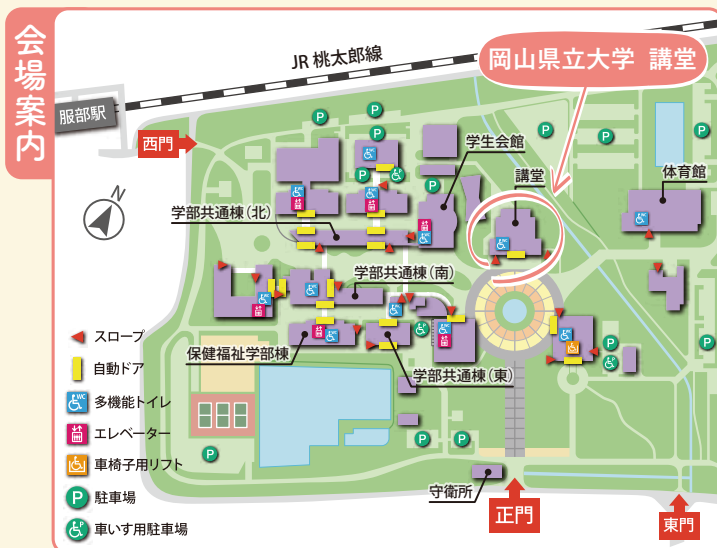 会場案内
JR 桃太郎線
岡山県立大学 講堂
服部駅
西門
学生会館
講堂
体育館
N
学部共通棟（北）
学部共通棟（南）
保健福祉学部棟
学部共通棟（東）
守衛所
正門
東門
スロープ
自動ドア
WC 多機能トイレ
エレベーター
車椅子用リフト
P 駐車場
P 車いす用駐車場
P
P
P
P
P
P
P
P
P
P
P
P
P